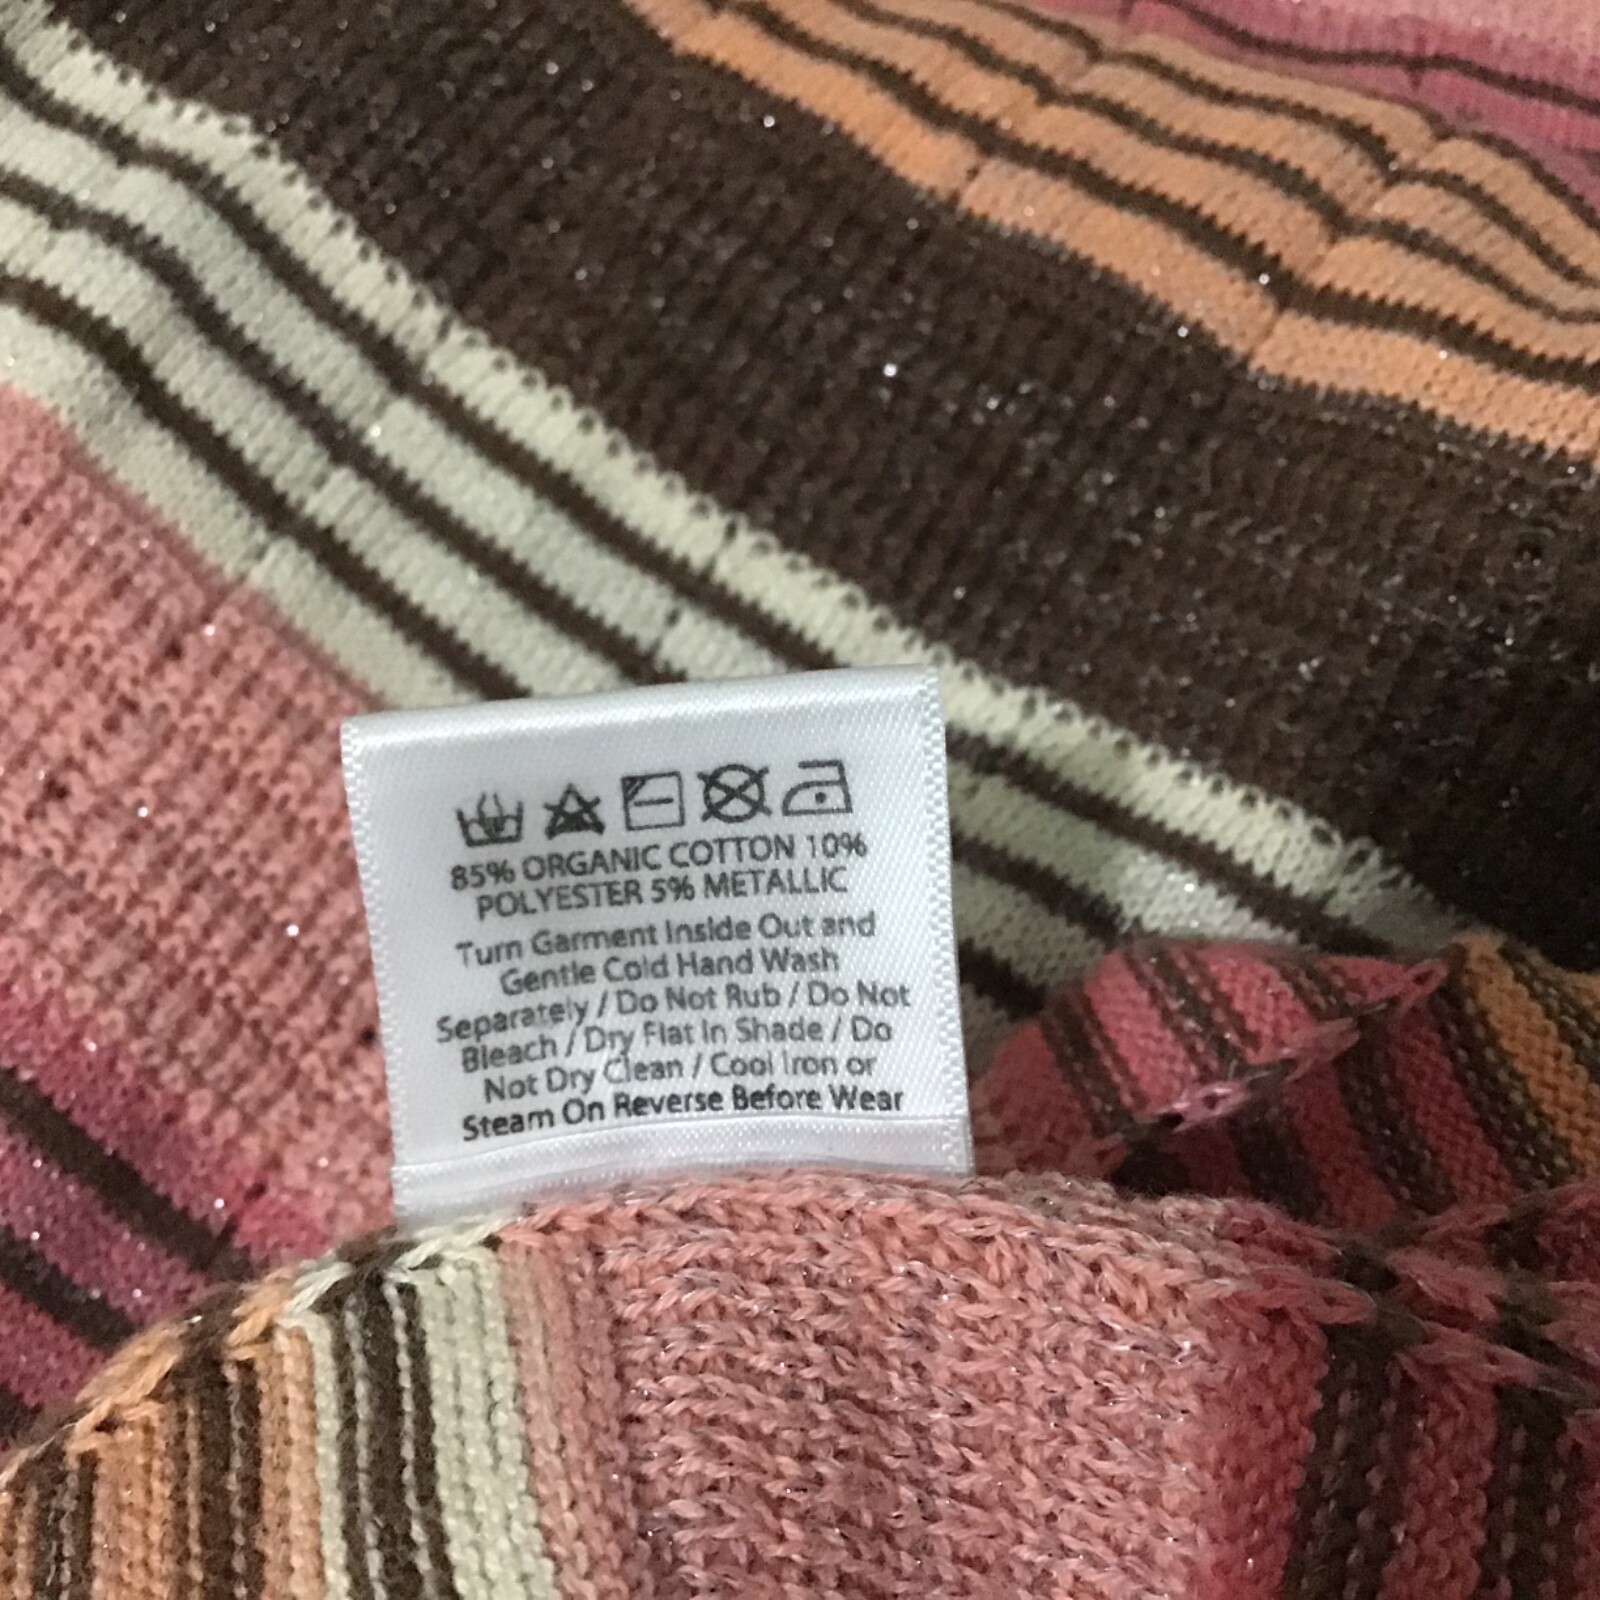 85% ORGANIC COTTON 10%
POLYESTER 5% METALLIC
Turn Garment Inside Out and
Gentle Cold Hand Wash
Separately / Do Not Rub / Do Not
Bleach / Dry Flat In Shade / Do
Not Dry Clean / Cool Iron or
Steam On Reverse Before Wear